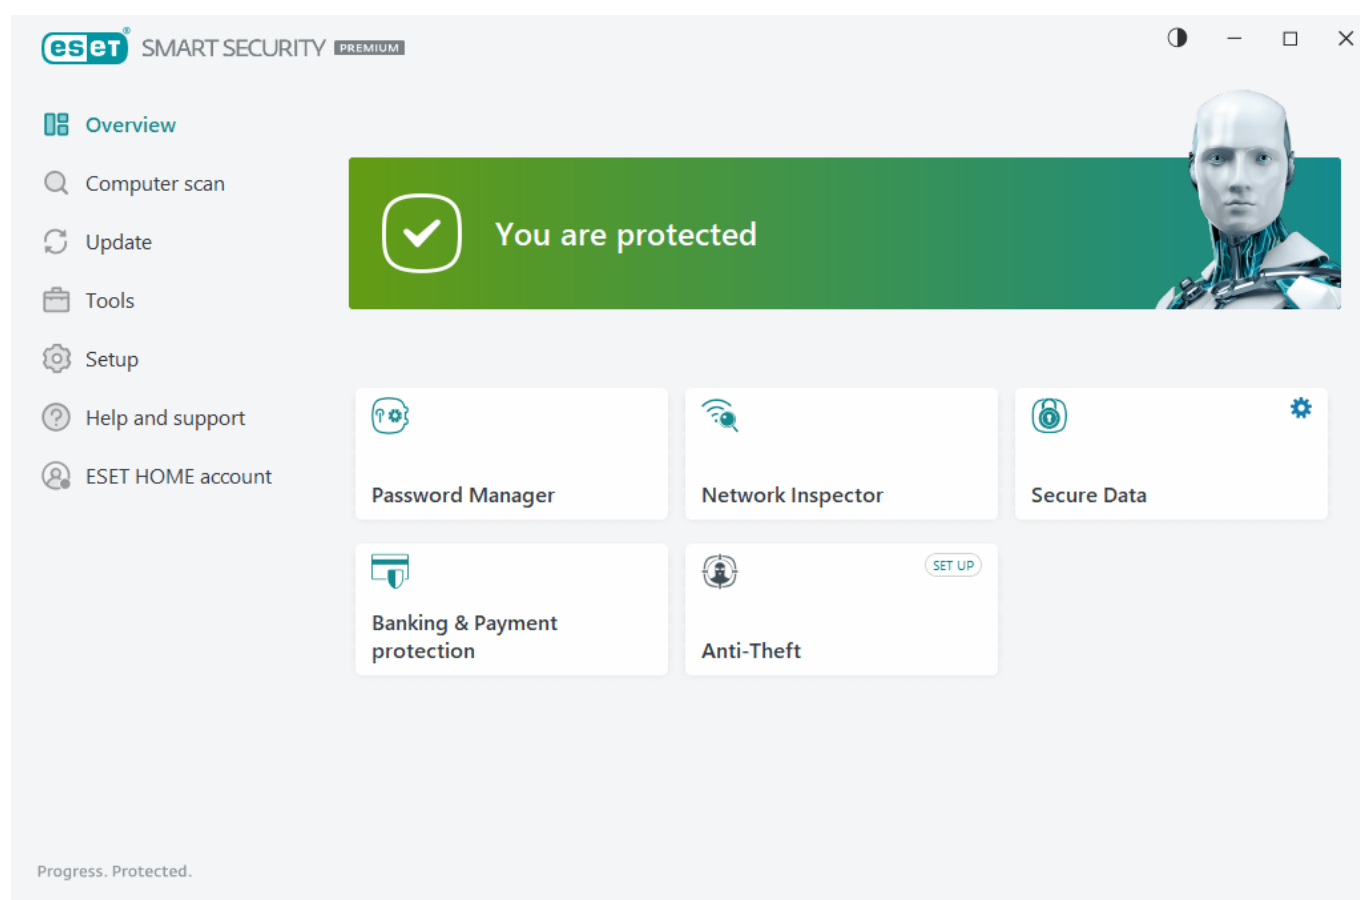 eset® SMART SECURITY PREMIUM
Overview
Computer scan
Update
Tools
Setup
Help and support
ESET HOME account
You are protected
Password Manager
Network Inspector
Secure Data
Banking & Payment
protection
SET UP
Anti-Theft
Progress. Protected.